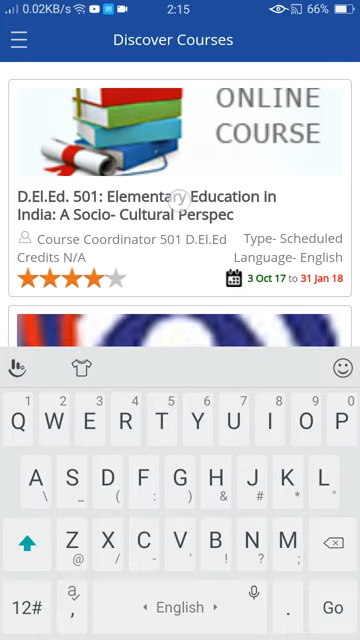 0.02KB/s 2:15 66%
Discover Courses
ONLINE
COURSE
D.El.Ed. 501: Elementary Education in
India: A Socio- Cultural Perspec
Course Coordinator 501 D.El.Ed Type- Scheduled
Credits N/A Language- English
3 Oct 17 to 31 Jan 18
1 2 3 4 5 6 7 8 9 0
Q W E R T Y U I O P
A S D F G H J K L
\ _ ( : ) & # * "
Z X C V B N M
@ / - ' ! ? ;
12# a , English . Go